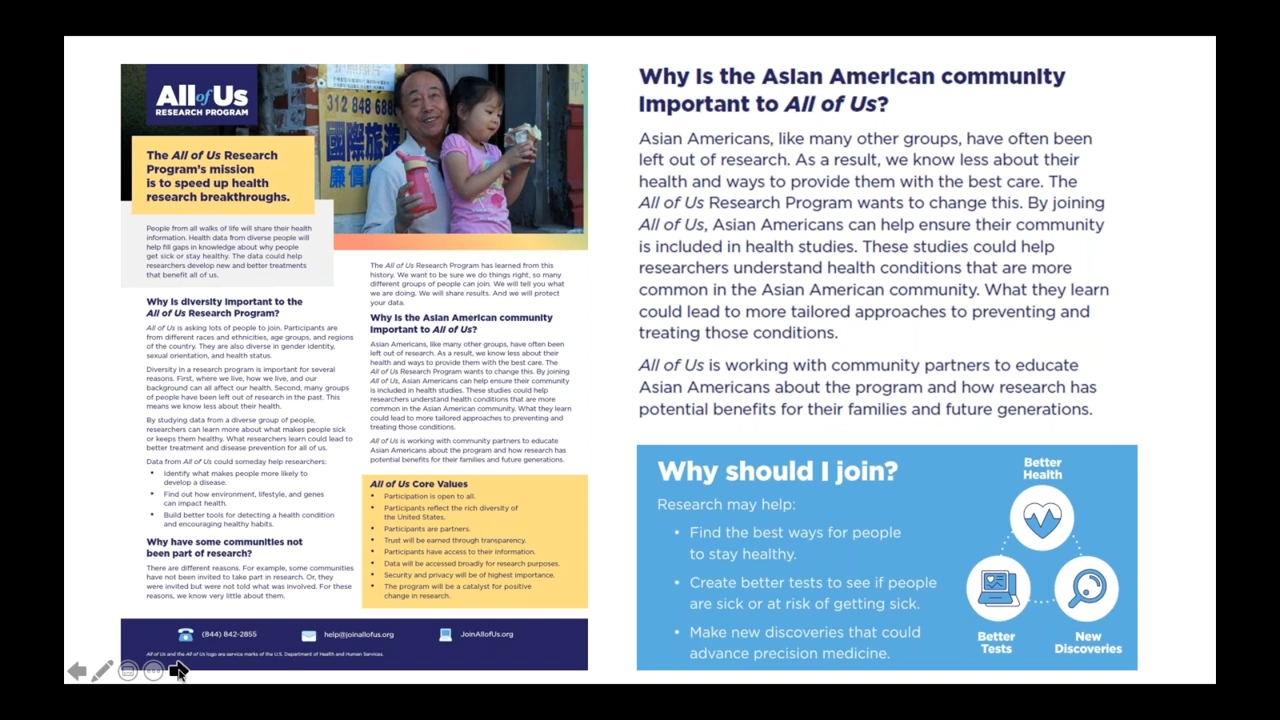 All of Us
RESEARCH PROGRAM
312 848 688
國際旅遊
廉價
The All of Us Research
Program's mission
is to speed up health
research breakthroughs.
People from all walks of life will share their health
information. Health data from diverse people will
help fill gaps in knowledge about why people
get sick or stay healthy. The data could help
researchers develop new and better treatments
that benefit all of us.
Why is diversity important to the
All of Us Research Program?
All of Us is asking lots of people to join. Participants are
from different races and ethnicities, age groups, and regions
of the country. They are also diverse in gender identity,
sexual orientation, and health status.
Diversity in a research program is important for several
reasons. First, where we live, how we live, and our
background can all affect our health. Second, many groups
of people have been left out of research in the past. This
means we know less about their health.
By studying data from a diverse group of people,
researchers can learn more about what makes people sick
or keeps them healthy. What researchers learn could lead to
better treatment and disease prevention for all of us.
Data from All of Us could someday help researchers:
• Identify what makes people more likely to
develop a disease.
• Find out how environment, lifestyle, and genes
can impact health.
• Build better tools for detecting a health condition
and encouraging healthy habits.
Why have some communities not
been part of research?
There are different reasons. For example, some communities
have not been invited to take part in research. Or, they
were invited but were not told what was involved. For these
reasons, we know very little about them.
The All of Us Research Program has learned from this
history. We want to be sure we do things right, so many
different groups of people can join. We will tell you what
we are doing. We will share results. And we will protect
your data.
Why is the Asian American community
important to All of Us?
Asian Americans, like many other groups, have often been
left out of research. As a result, we know less about their
health and ways to provide them with the best care. The
All of Us Research Program wants to change this. By joining
All of Us, Asian Americans can help ensure their community
is included in health studies. These studies could help
researchers understand health conditions that are more
common in the Asian American community. What they learn
could lead to more tailored approaches to preventing and
treating those conditions.
All of Us is working with community partners to educate
Asian Americans about the program and how research has
potential benefits for their families and future generations.
All of Us Core Values
• Participation is open to all.
• Participants reflect the rich diversity of
the United States.
• Participants are partners.
• Trust will be earned through transparency.
• Participants have access to their information.
• Data will be accessed broadly for research purposes.
• Security and privacy will be of highest importance.
• The program will be a catalyst for positive
change in research.
(844) 842-2855 help@joinallofus.org JoinAllofUs.org
All of Us and the All of Us logo are service marks of the U.S. Department of Health and Human Services.
Why is the Asian American community
important to All of Us?
Asian Americans, like many other groups, have often been
left out of research. As a result, we know less about their
health and ways to provide them with the best care. The
All of Us Research Program wants to change this. By joining
All of Us, Asian Americans can help ensure their community
is included in health studies. These studies could help
researchers understand health conditions that are more
common in the Asian American community. What they learn
could lead to more tailored approaches to preventing and
treating those conditions.
All of Us is working with community partners to educate
Asian Americans about the program and how research has
potential benefits for their families and future generations.
Why should I join?
Research may help:
• Find the best ways for people
to stay healthy.
• Create better tests to see if people
are sick or at risk of getting sick.
• Make new discoveries that could
advance precision medicine.
Better
Health
Better
Tests
New
Discoveries